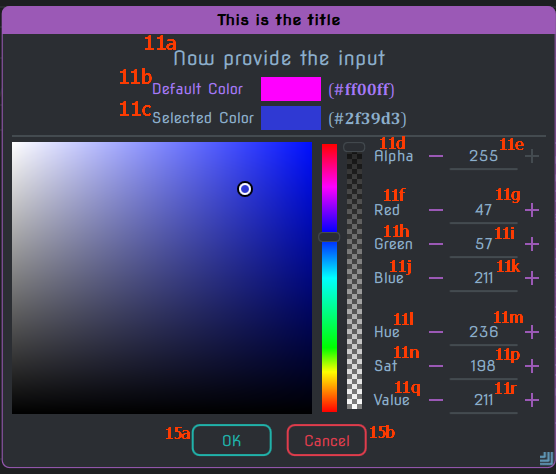 This is the title
11a
Now provide the input
11b Default Color (#ff00ff)
11c Selected Color (#2f39d3)
11d 11e
Alpha − 255 +
11f 11g
Red − 47 +
11h 11i
Green − 57 +
11j 11k
Blue − 211 +
11l 11m
Hue − 236 +
11n 11p
Sat − 198 +
11q 11r
Value − 211 +
15a OK Cancel 15b